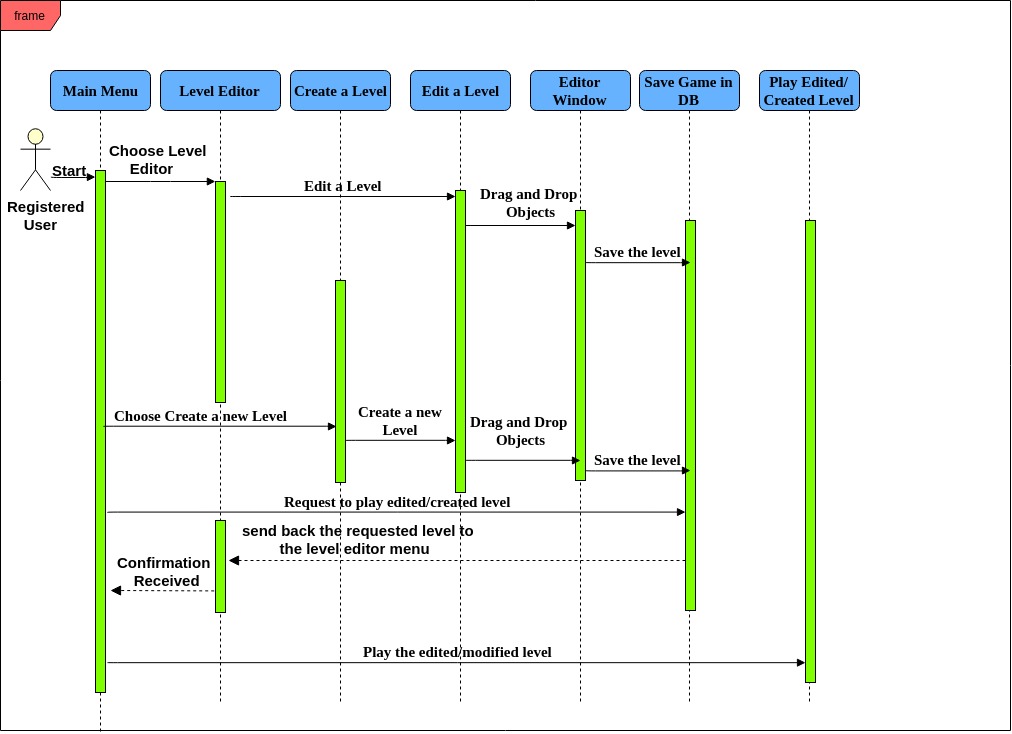 frame
Main Menu
Level Editor
Create a Level
Edit a Level
Editor
Window
Save Game in
DB
Play Edited/
Created Level
Registered
User
Start
Choose Level
Editor
Edit a Level
Drag and Drop
Objects
Save the level
Choose Create a new Level
Create a new
Level
Drag and Drop
Objects
Save the level
Request to play edited/created level
send back the requested level to
the level editor menu
Confirmation
Received
Play the edited/modified level